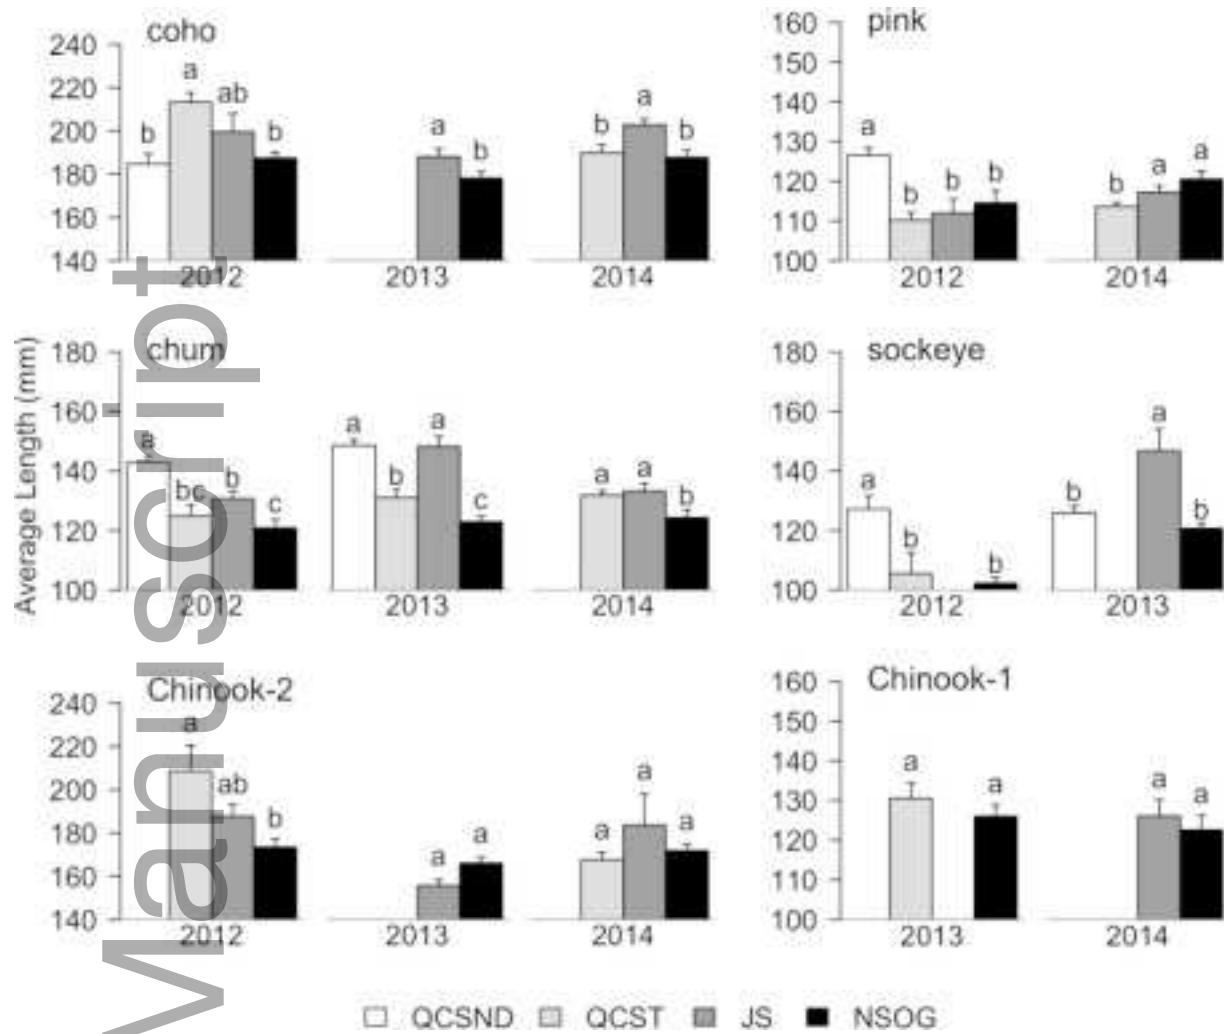 coho
240
220
200
180
160
140
b
a
ab
b
a
b
b
a
b
2012
2013
2014
pink
160
150
140
130
120
110
100
a
b
b
b
b
a
a
2012
2014
Average Length (mm)
chum
180
160
140
120
100
a
bc
b
c
a
b
a
c
a
a
b
2012
2013
2014
sockeye
180
160
140
120
100
a
b
b
b
a
b
2012
2013
Chinook-2
240
220
200
180
160
140
a
ab
b
a
a
a
a
a
2012
2013
2014
Chinook-1
160
150
140
130
120
110
100
a
a
a
a
2013
2014
QCSND QCST JS NSOG
Manuscript